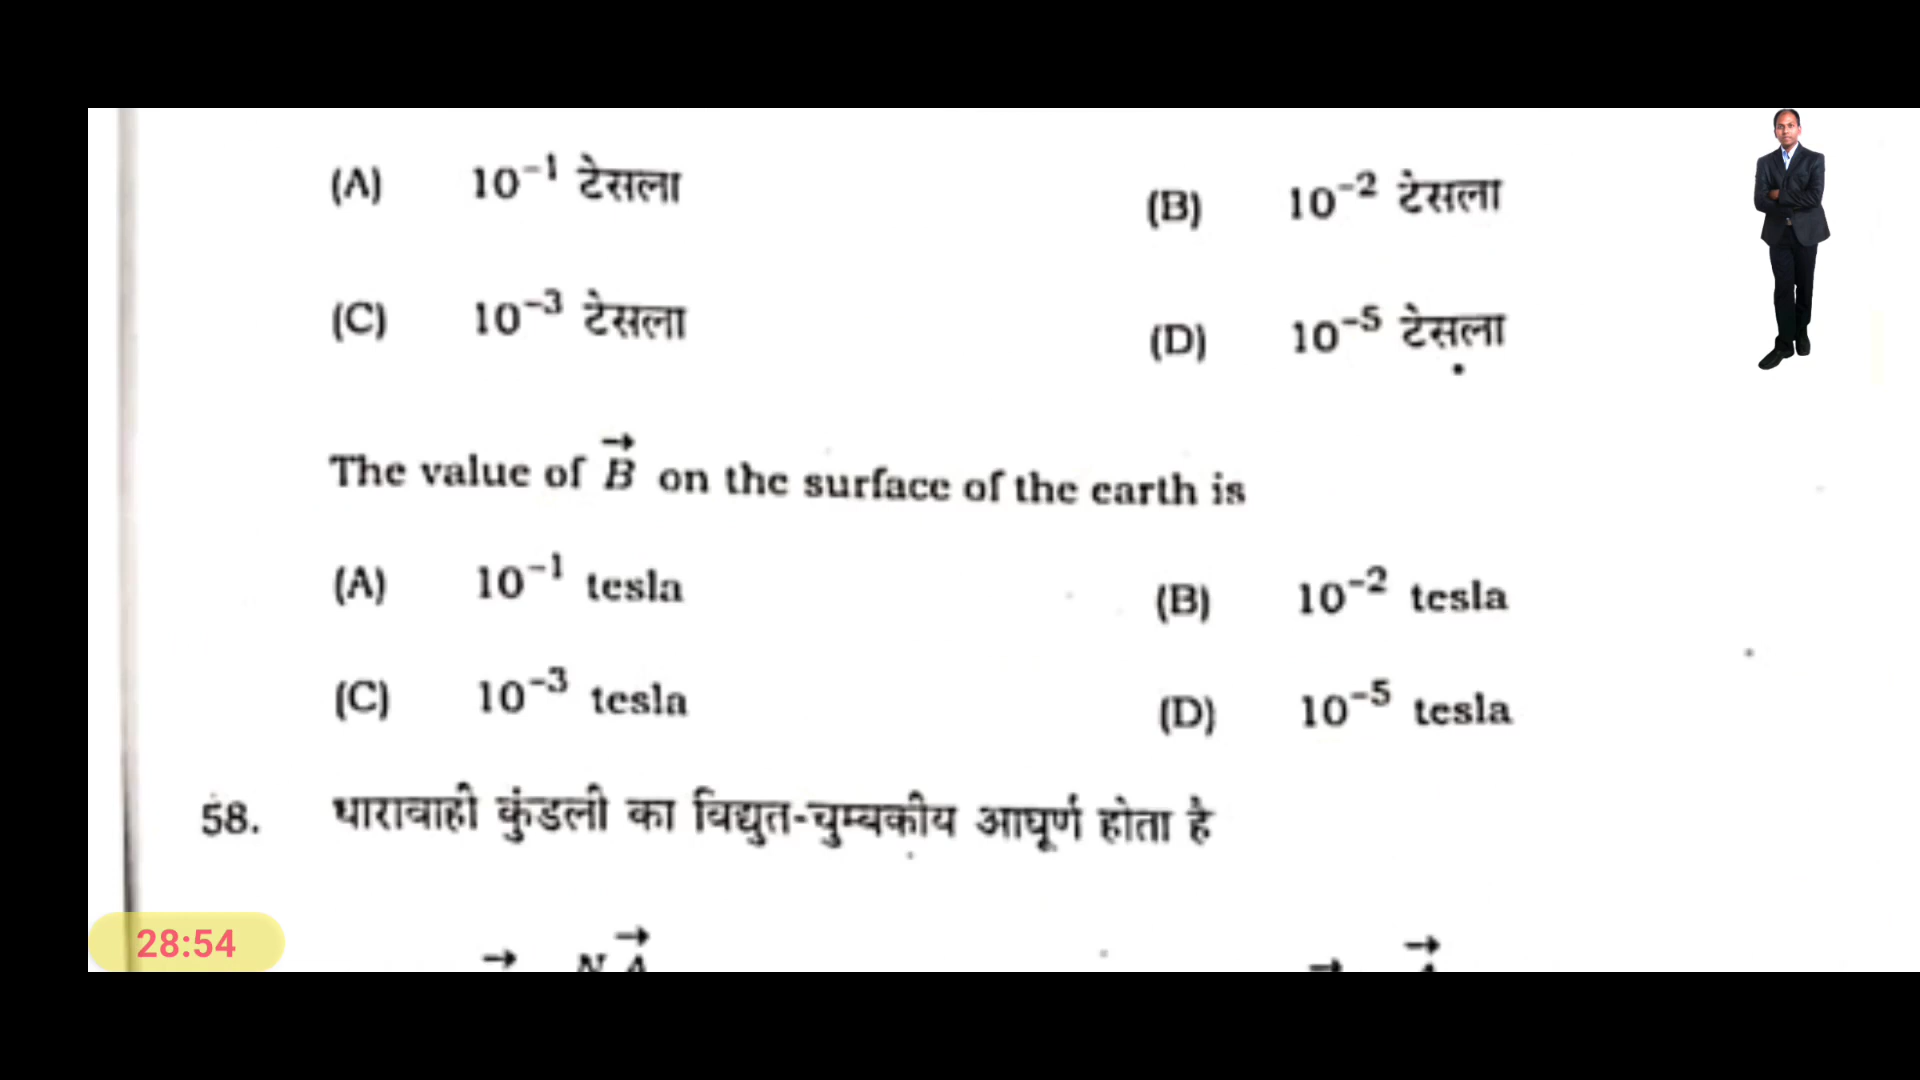 (A) 10⁻¹ टेसला (B) 10⁻² टेसला
(C) 10⁻³ टेसला (D) 10⁻⁵ टेसला
The value of B⃗ on the surface of the earth is
(A) 10⁻¹ tesla (B) 10⁻² tesla
(C) 10⁻³ tesla (D) 10⁻⁵ tesla
58. धारावाही कुंडली का विद्युत-चुम्बकीय आघूर्ण होता है
28:54